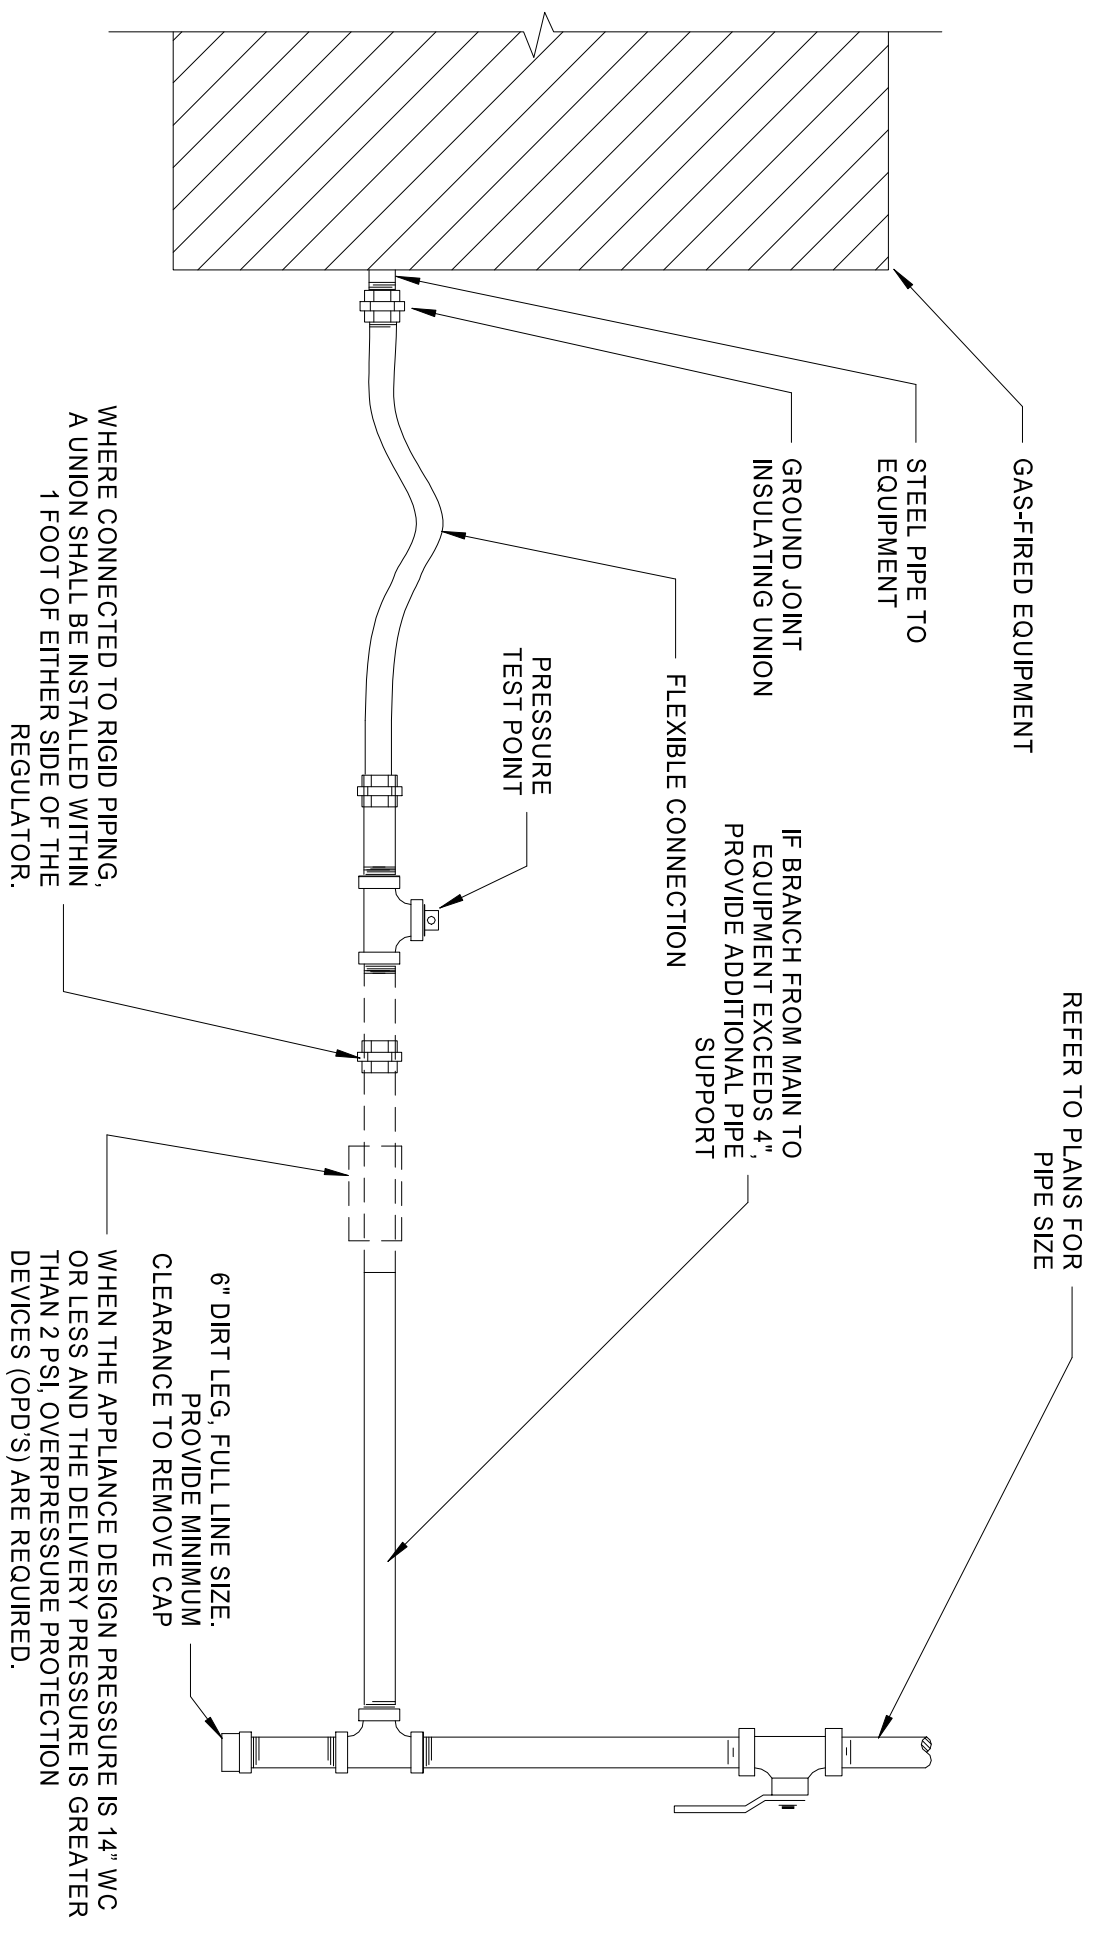 REFER TO PLANS FOR
PIPE SIZE
GAS-FIRED EQUIPMENT
STEEL PIPE TO
EQUIPMENT
GROUND JOINT
INSULATING UNION
IF BRANCH FROM MAIN TO
EQUIPMENT EXCEEDS 4",
PROVIDE ADDITIONAL PIPE
SUPPORT
FLEXIBLE CONNECTION
PRESSURE
TEST POINT
6" DIRT LEG, FULL LINE SIZE.
PROVIDE MINIMUM
CLEARANCE TO REMOVE CAP
WHERE CONNECTED TO RIGID PIPING,
A UNION SHALL BE INSTALLED WITHIN
1 FOOT OF EITHER SIDE OF THE
REGULATOR.
WHEN THE APPLIANCE DESIGN PRESSURE IS 14” WC
OR LESS AND THE DELIVERY PRESSURE IS GREATER
THAN 2 PSI, OVERPRESSURE PROTECTION
DEVICES (OPD'S) ARE REQUIRED.